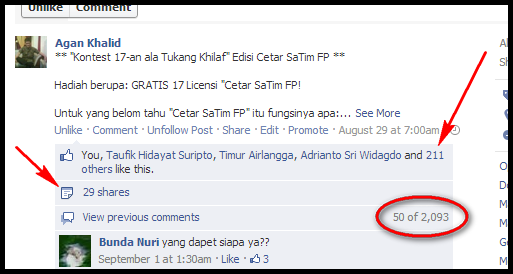 Unlike Comment
Agan Khalid
** "Kontest 17-an ala Tukang Khilaf" Edisi Cetar SaTim FP **
Hadiah berupa: GRATIS 17 Licensi "Cetar SaTim FP!
Untuk yang belom tahu "Cetar SaTim FP" itu fungsinya apa:... See More
Unlike · Comment · Unfollow Post · Share · Edit · Promote · August 29 at 7:00am
You, Taufik Hidayat Suripto, Timur Airlangga, Adrianto Sri Widagdo and 211
others like this.
29 shares
View previous comments 50 of 2,093
Bunda Nuri yang dapet siapa ya??
September 1 at 1:30am · Like · 3